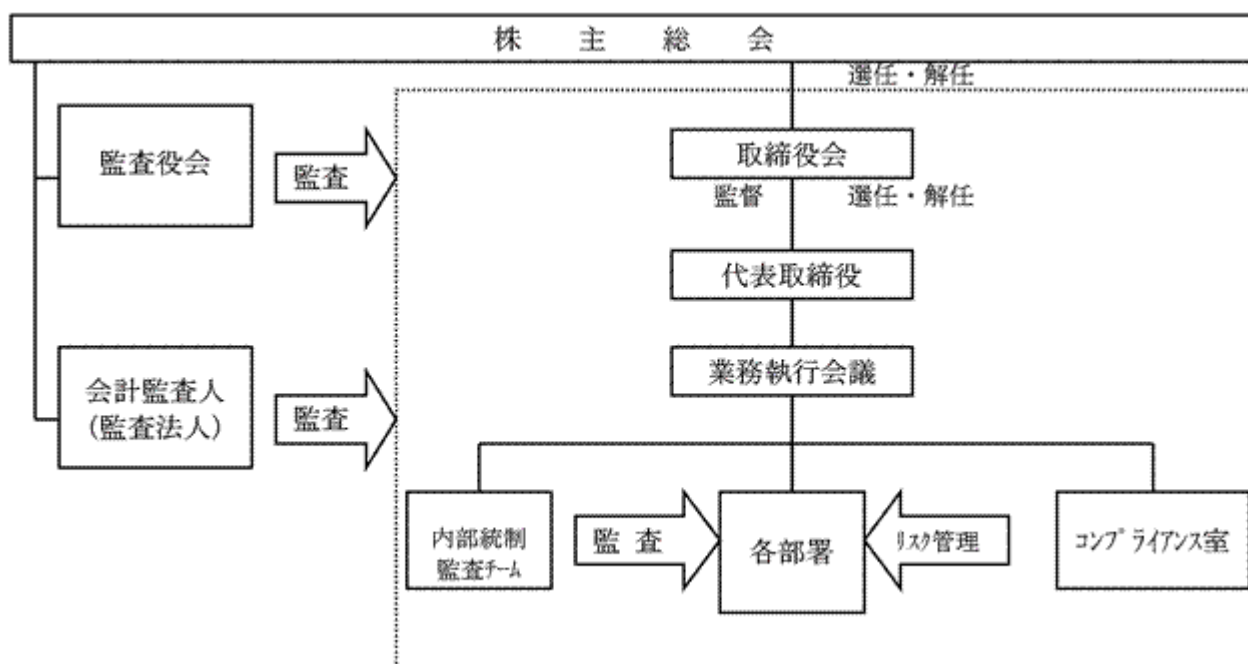 株主総会
選任・解任
監査役会
監査
取締役会
監督 選任・解任
代表取締役
業務執行会議
会計監査人
(監査法人)
監査
内部統制
監査ﾁｰﾑ
監 査
各部署
ﾘｽｸ管理
ｺﾝﾌﾟﾗｲｱﾝｽ室